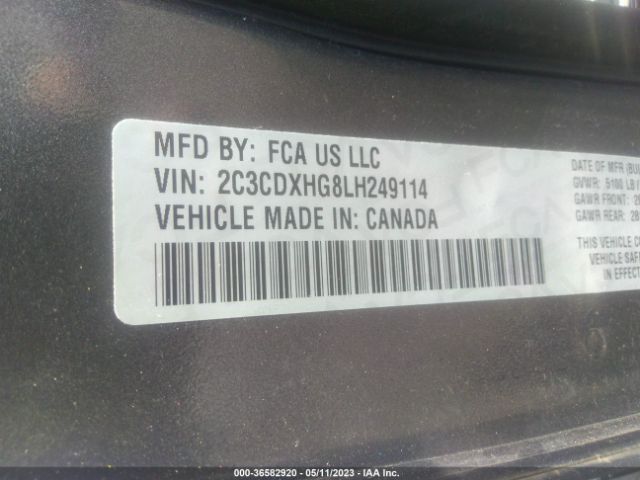 MFD BY: FCA US LLC
VIN: 2C3CDXHG8LH249114
VEHICLE MADE IN: CANADA
DATE OF MFR
GVWR: 5100 LB
GAWR FRONT:
GAWR REAR:
THIS VEHICLE
VEHICLE
IN EFFECT
000-36582920 - 05/11/2023 - IAA Inc.